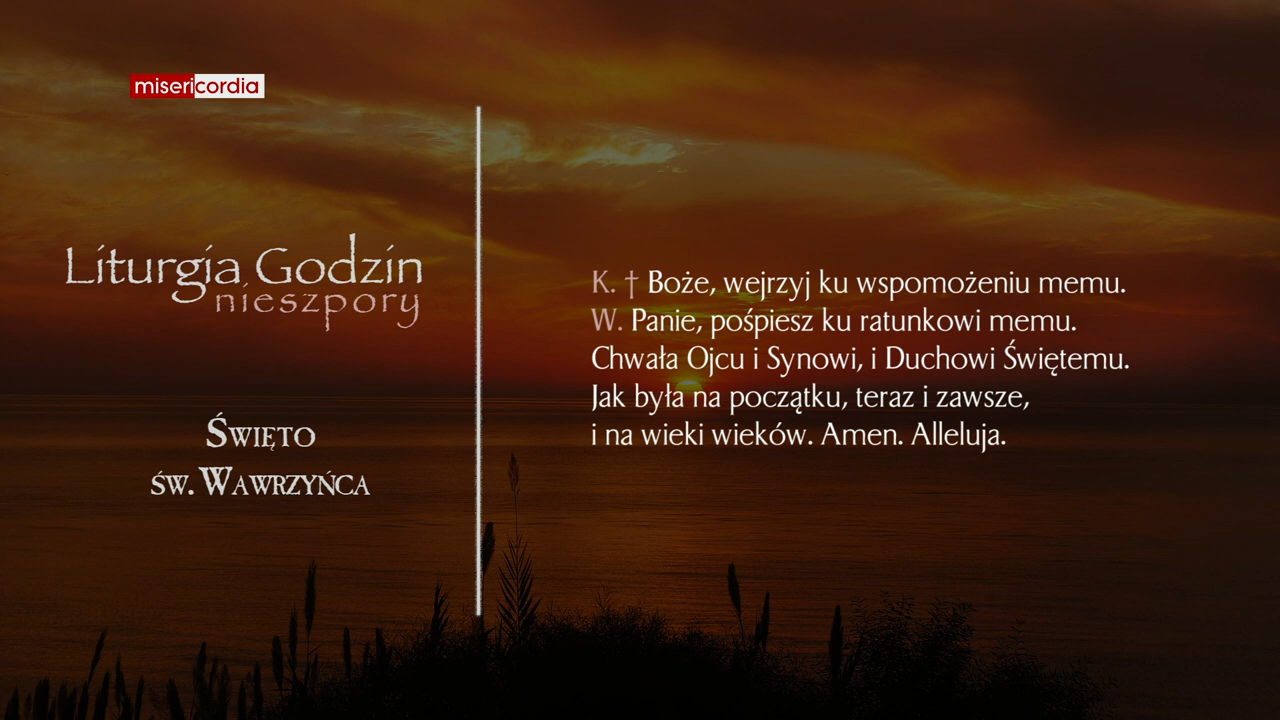 misericordia
Liturgia Godzin
nieszpory
Święto
św. Wawrzyńca
K. † Boże, wejrzyj ku wspomożeniu memu.
W. Panie, pośpiesz ku ratunkowi memu.
Chwała Ojcu i Synowi, i Duchowi Świętemu.
Jak była na początku, teraz i zawsze,
i na wieki wieków. Amen. Alleluja.